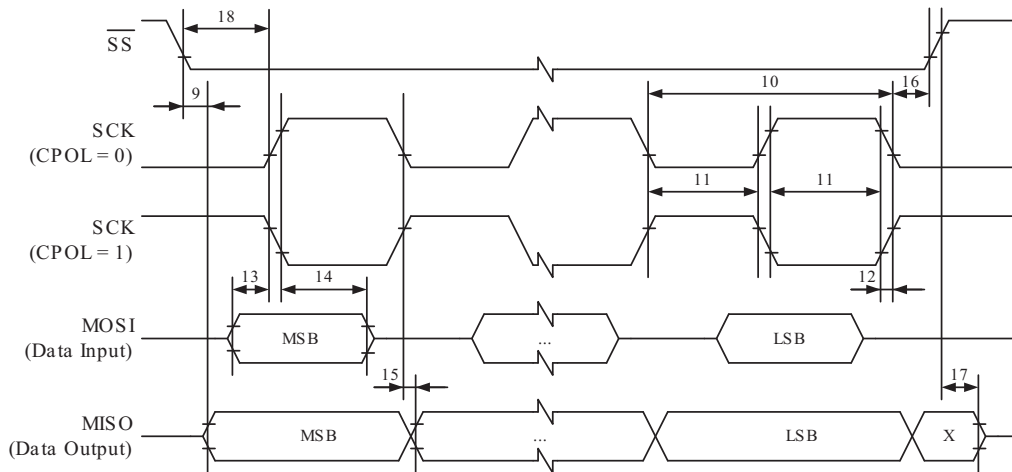 18
SS
10
9
16
SCK
(CPOL = 0)
11
11
SCK
(CPOL = 1)
13
14
12
MOSI
(Data Input)
MSB
...
LSB
15
17
MISO
(Data Output)
MSB
...
LSB
X